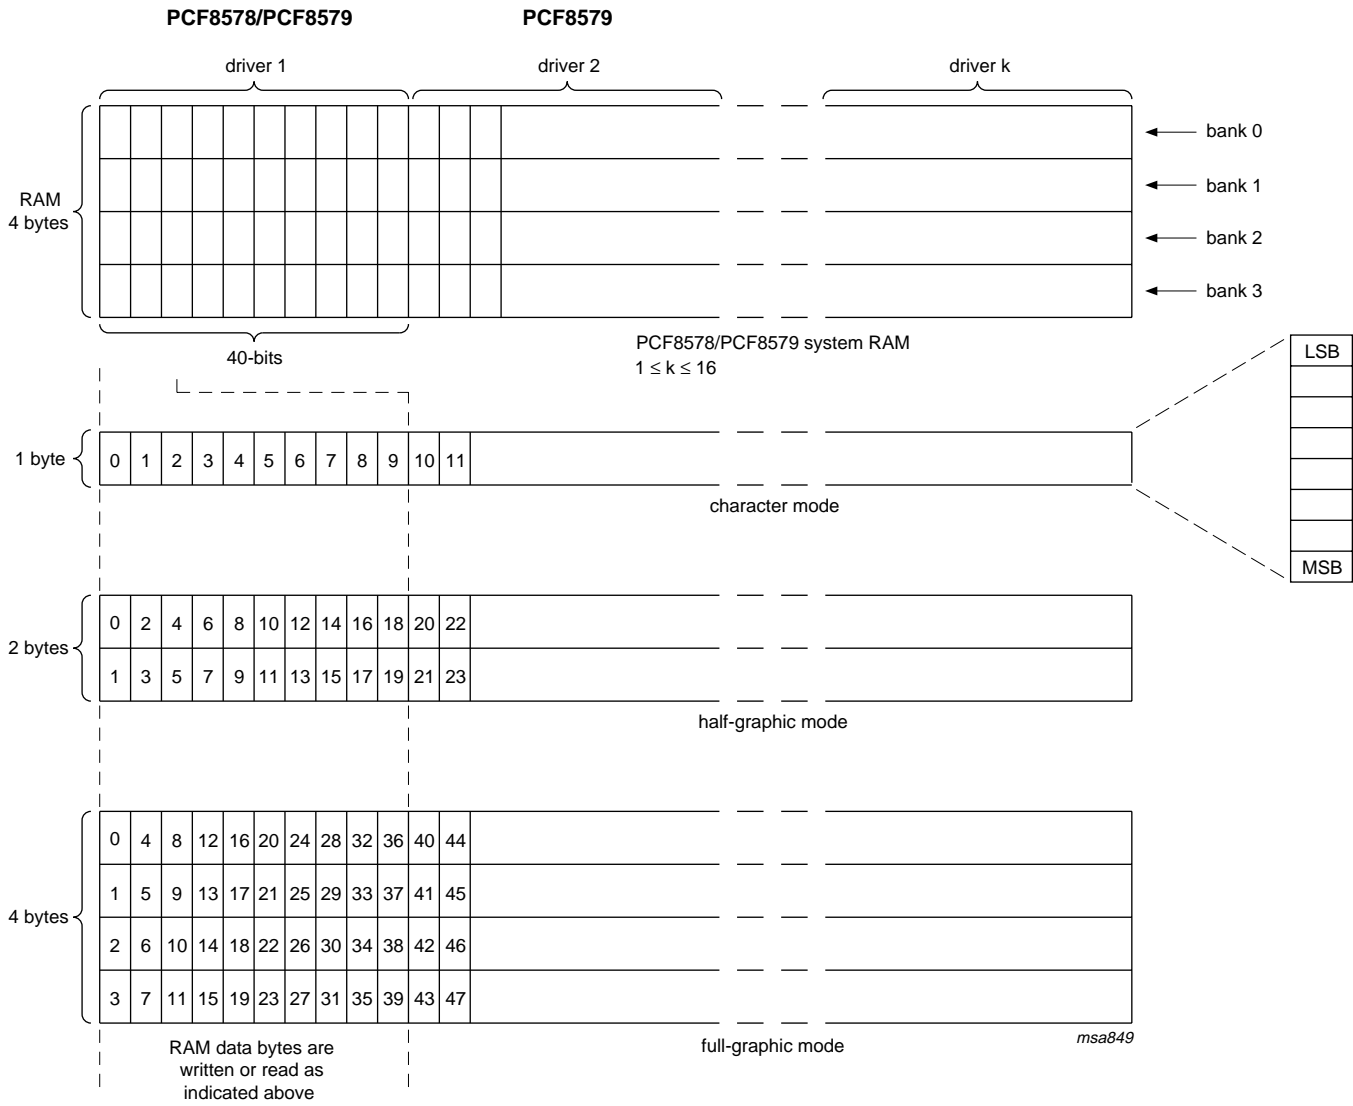 PCF8578/PCF8579 PCF8579
driver 1 driver 2 driver k
bank 0
bank 1
RAM
4 bytes
bank 2
bank 3
40-bits
PCF8578/PCF8579 system RAM
1 ≤ k ≤ 16
LSB
1 byte 0 1 2 3 4 5 6 7 8 9 10 11
character mode
MSB
0 2 4 6 8 10 12 14 16 18 20 22
2 bytes
1 3 5 7 9 11 13 15 17 19 21 23
half-graphic mode
0 4 8 12 16 20 24 28 32 36 40 44
1 5 9 13 17 21 25 29 33 37 41 45
4 bytes
2 6 10 14 18 22 26 30 34 38 42 46
3 7 11 15 19 23 27 31 35 39 43 47
full-graphic mode
msa849
RAM data bytes are
written or read as
indicated above